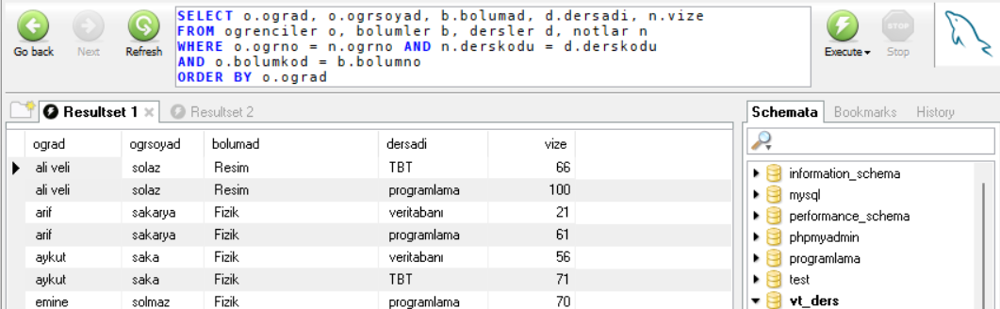 SELECT o.ograd, o.ogrsoyad, b.bolumad, d.dersadi, n.vize
FROM ogrenciler o, bolumler b, dersler d, notlar n
WHERE o.ogrno = n.ogrno AND n.derskodu = d.derskodu
AND o.bolumkod = b.bolumno
ORDER BY o.ograd
Go back Next Refresh Execute STOP Stop
Resultset 1 Resultset 2
Schemata Bookmarks History
ograd ogrsoyad bolumad dersadi vize
ali veli solaz Resim TBT 66
ali veli solaz Resim programlama 100
arif sakarya Fizik veritabanı 21
arif sakarya Fizik programlama 61
aykut saka Fizik veritabanı 56
aykut saka Fizik TBT 71
emine solmaz Fizik programlama 70
information_schema
mysql
performance_schema
phpmyadmin
programlama
test
vt_ders